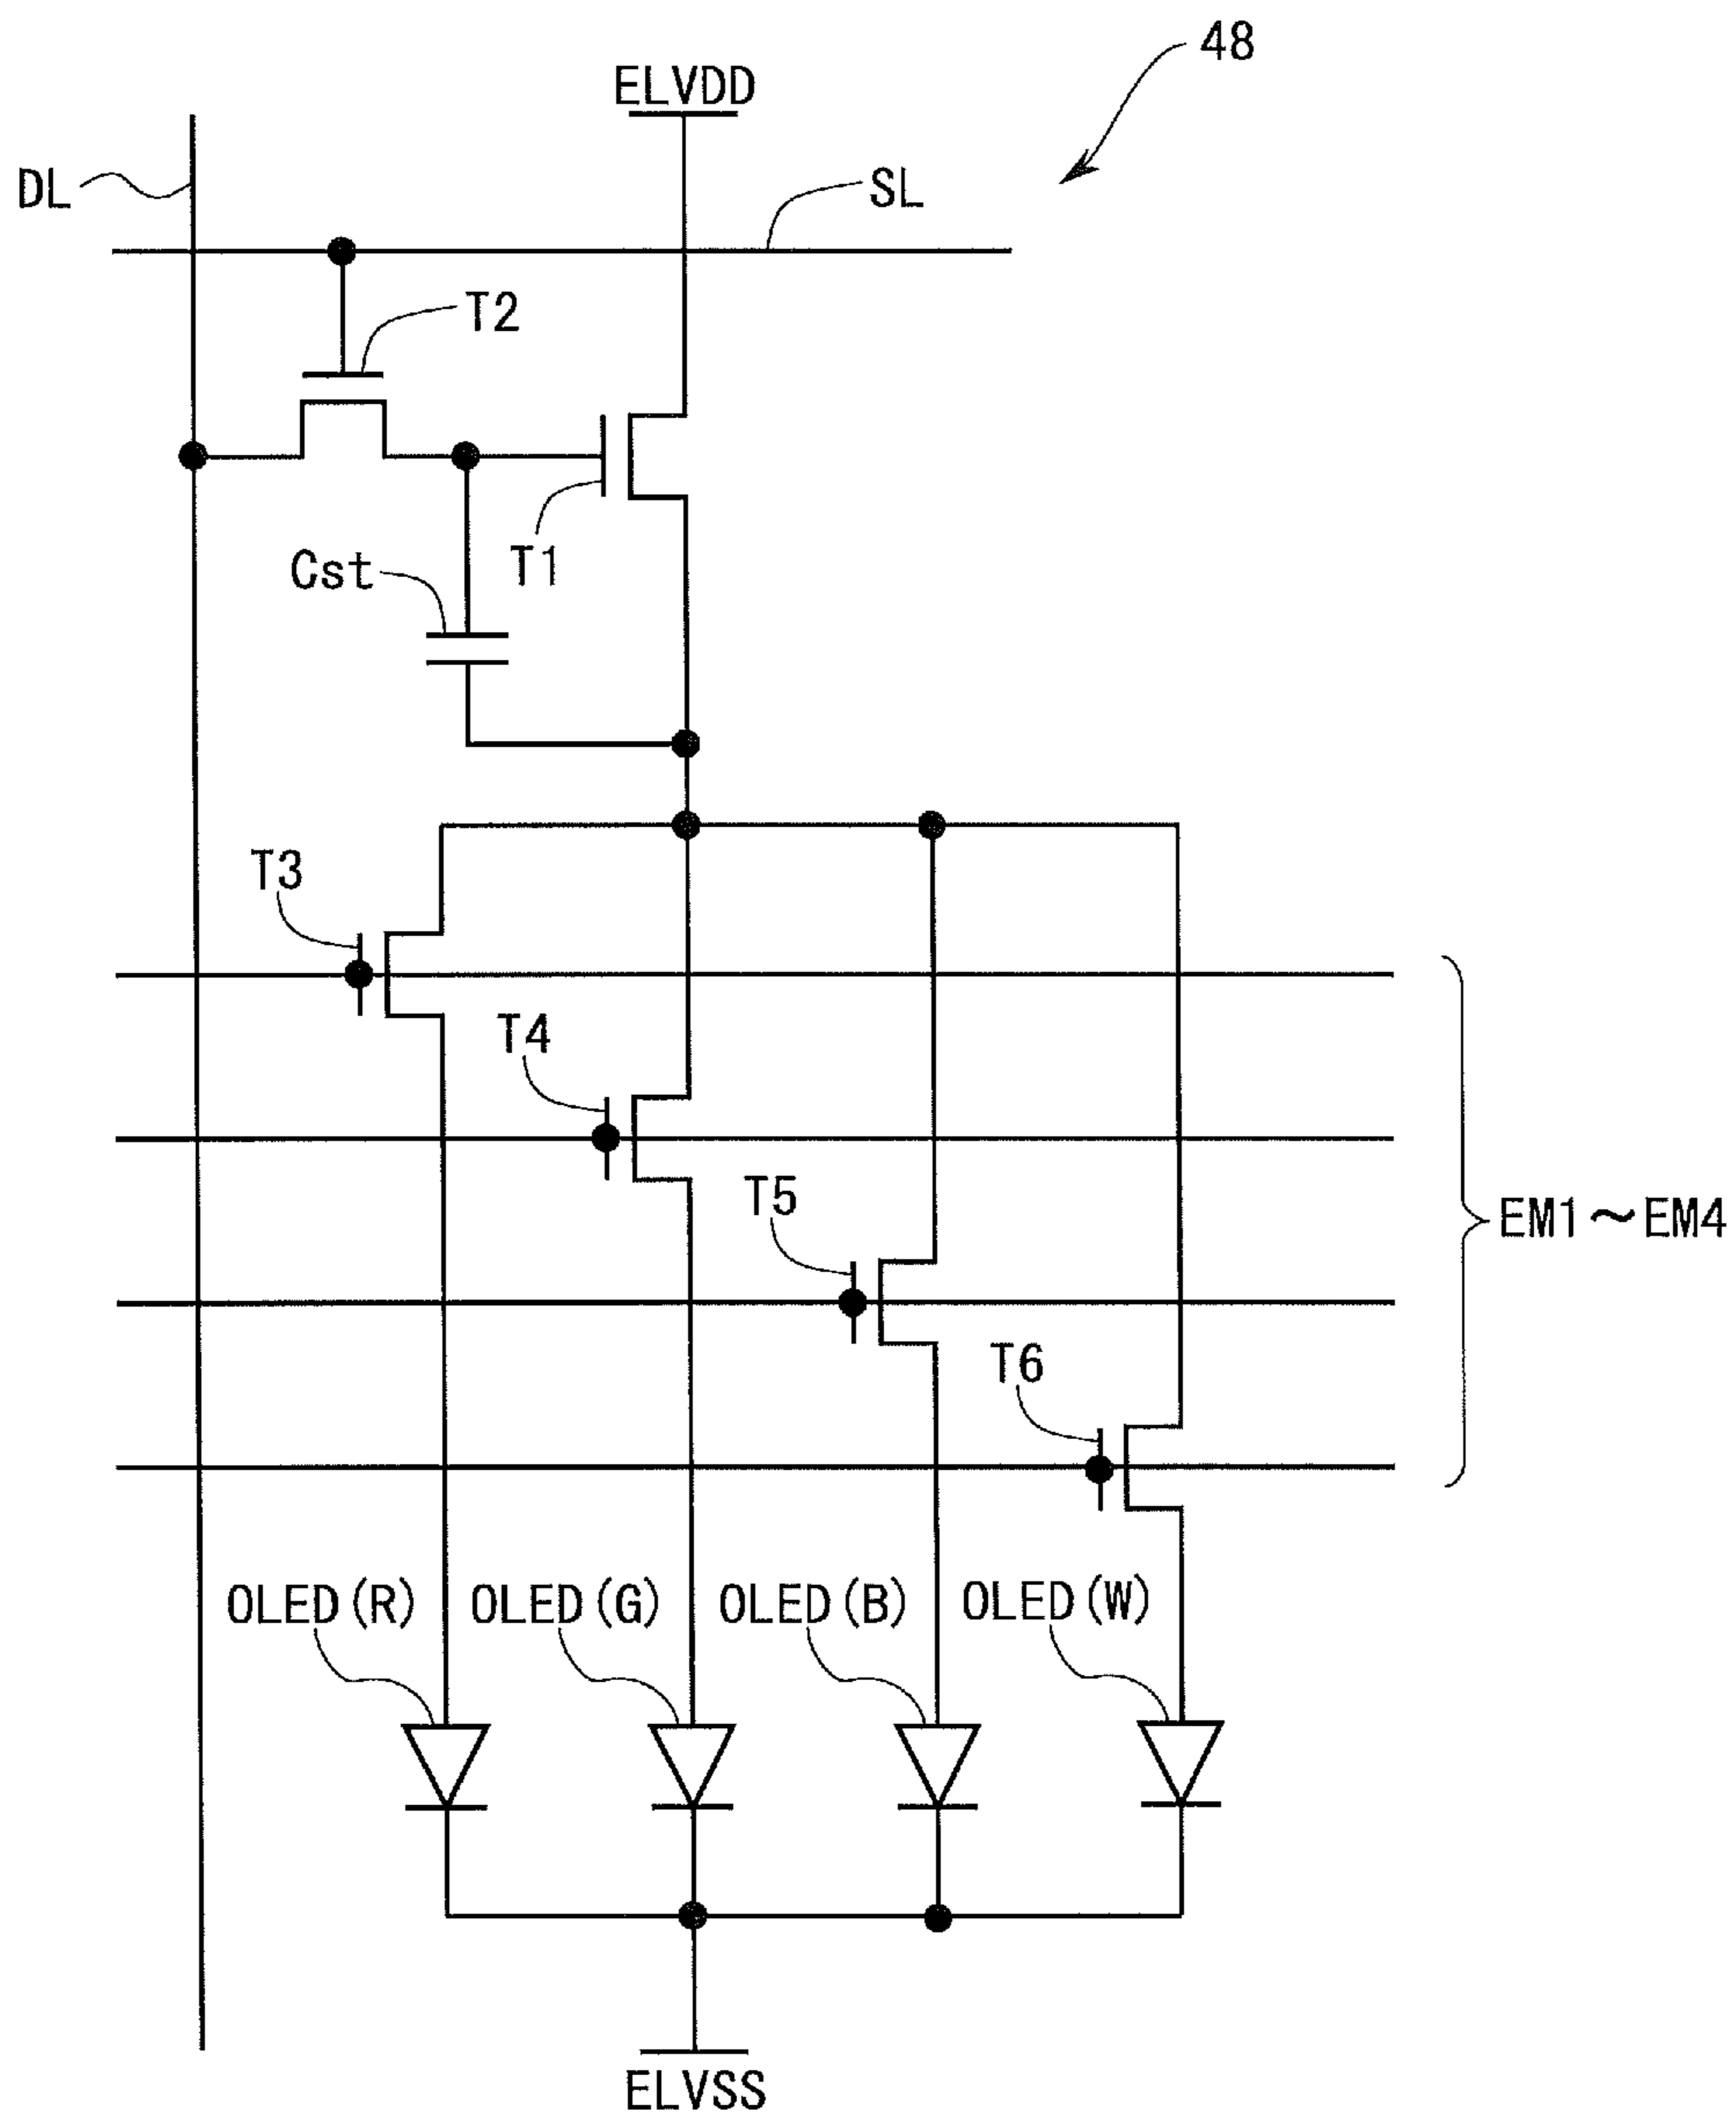 48
ELVDD
DL
SL
T2
T1
Cst
T3
T4
T5
EM1～EM4
T6
OLED(R)
OLED(G)
OLED(B)
OLED(W)
ELVSS